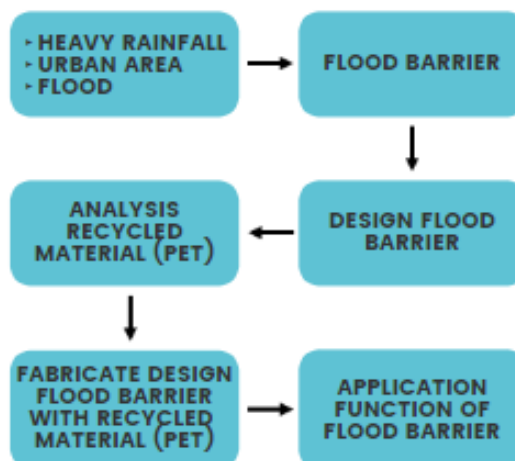 ▸ HEAVY RAINFALL
▸ URBAN AREA
▸ FLOOD
FLOOD BARRIER
DESIGN FLOOD
BARRIER
ANALYSIS
RECYCLED
MATERIAL (PET)
FABRICATE DESIGN
FLOOD BARRIER
WITH RECYCLED
MATERIAL (PET)
APPLICATION
FUNCTION OF
FLOOD BARRIER